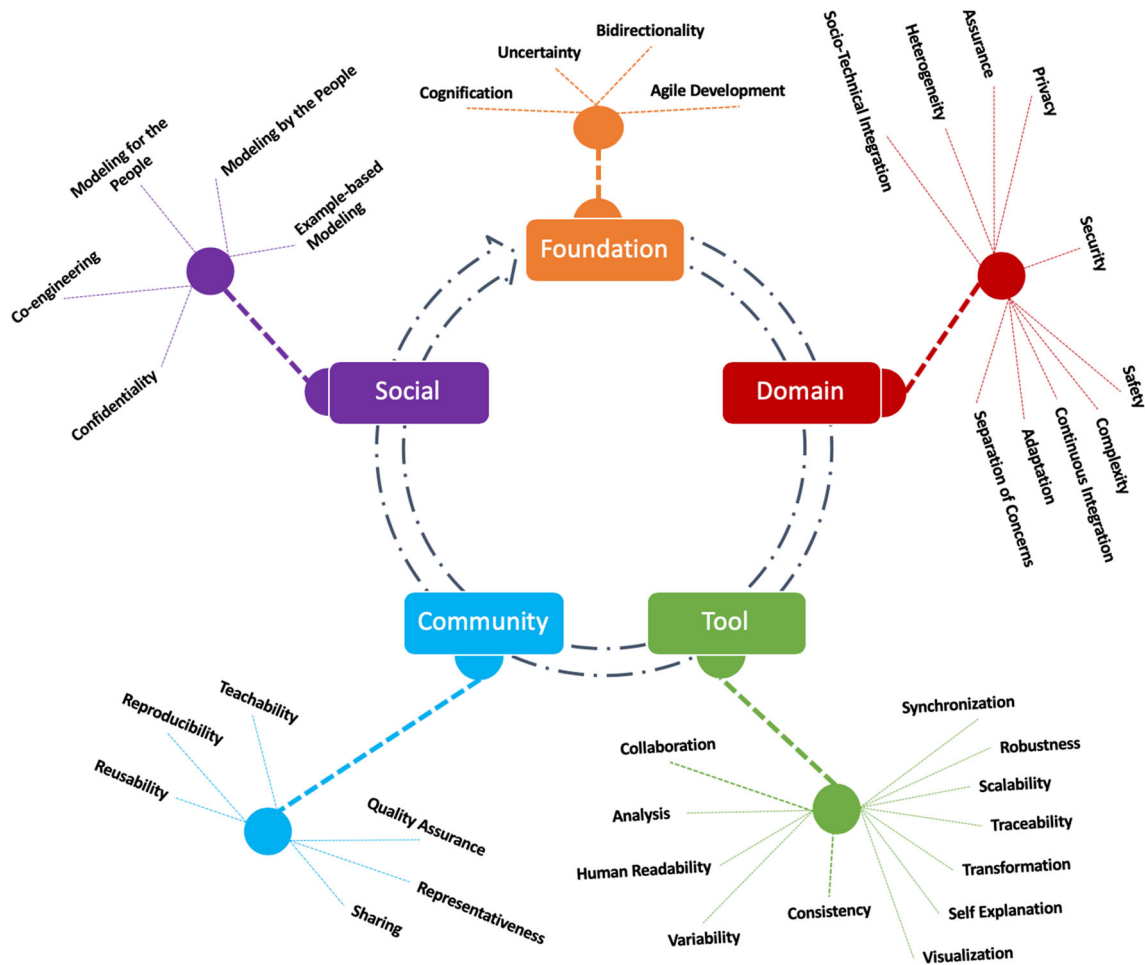 Bidirectionality
Uncertainty
Cognification
Agile Development
Foundation
Socio-Technical Integration
Heterogeneity
Assurance
Privacy
Security
Safety
Complexity
Continuous Integration
Adaptation
Separation of Concerns
Domain
Modeling for the
People
Modeling by the People
Example-based
Modeling
Co-engineering
Confidentiality
Social
Community
Teachability
Reproducibility
Reusability
Quality Assurance
Representativeness
Sharing
Tool
Synchronization
Collaboration
Robustness
Scalability
Analysis
Traceability
Human Readability
Transformation
Consistency
Self Explanation
Variability
Visualization